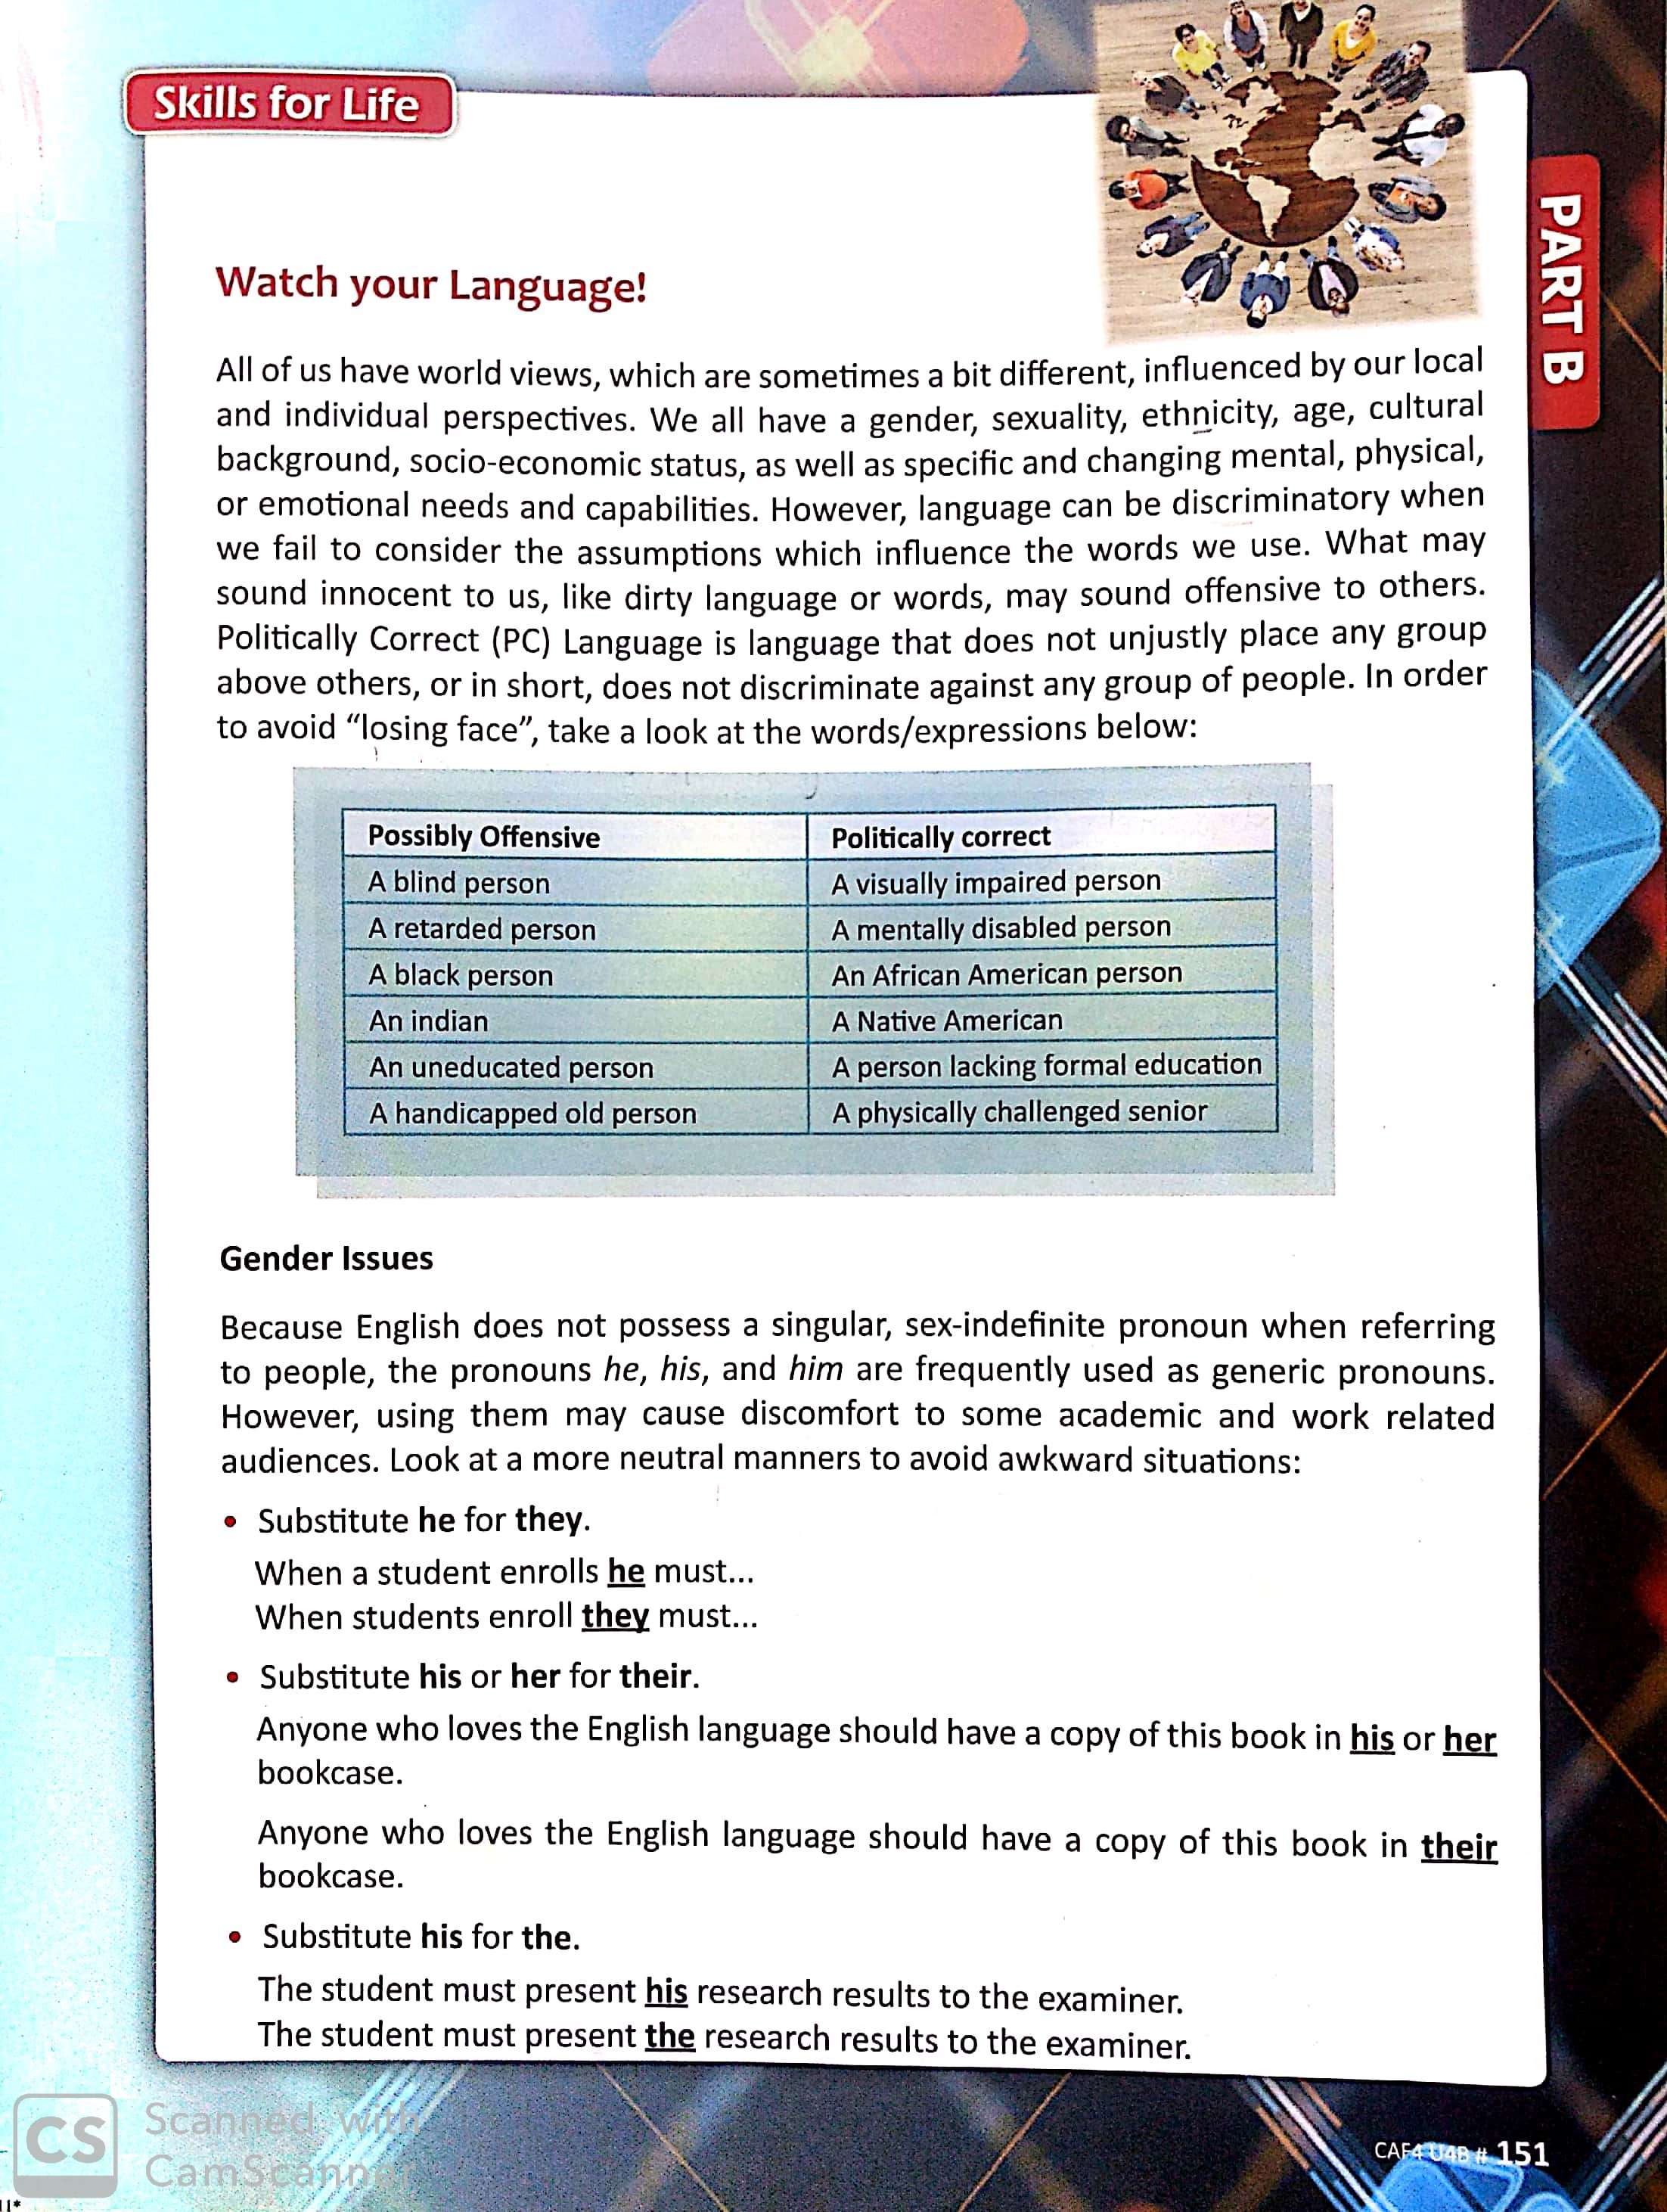 Skills for Life
PART B
Watch your Language!
All of us have world views, which are sometimes a bit different, influenced by our local
and individual perspectives. We all have a gender, sexuality, ethnicity, age, cultural
background, socio-economic status, as well as specific and changing mental, physical,
or emotional needs and capabilities. However, language can be discriminatory when
we fail to consider the assumptions which influence the words we use. What may
sound innocent to us, like dirty language or words, may sound offensive to others.
Politically Correct (PC) Language is language that does not unjustly place any group
above others, or in short, does not discriminate against any group of people. In order
to avoid “losing face”, take a look at the words/expressions below:
Possibly Offensive Politically correct
A blind person A visually impaired person
A retarded person A mentally disabled person
A black person An African American person
An indian A Native American
An uneducated person A person lacking formal education
A handicapped old person A physically challenged senior
Gender Issues
Because English does not possess a singular, sex-indefinite pronoun when referring
to people, the pronouns he, his, and him are frequently used as generic pronouns.
However, using them may cause discomfort to some academic and work related
audiences. Look at a more neutral manners to avoid awkward situations:
• Substitute he for they.
When a student enrolls he must...
When students enroll they must...
• Substitute his or her for their.
Anyone who loves the English language should have a copy of this book in his or her
bookcase.
Anyone who loves the English language should have a copy of this book in their
bookcase.
• Substitute his for the.
The student must present his research results to the examiner.
The student must present the research results to the examiner.
CAF4 U4B # 151
CS Scanned with
CamScanner